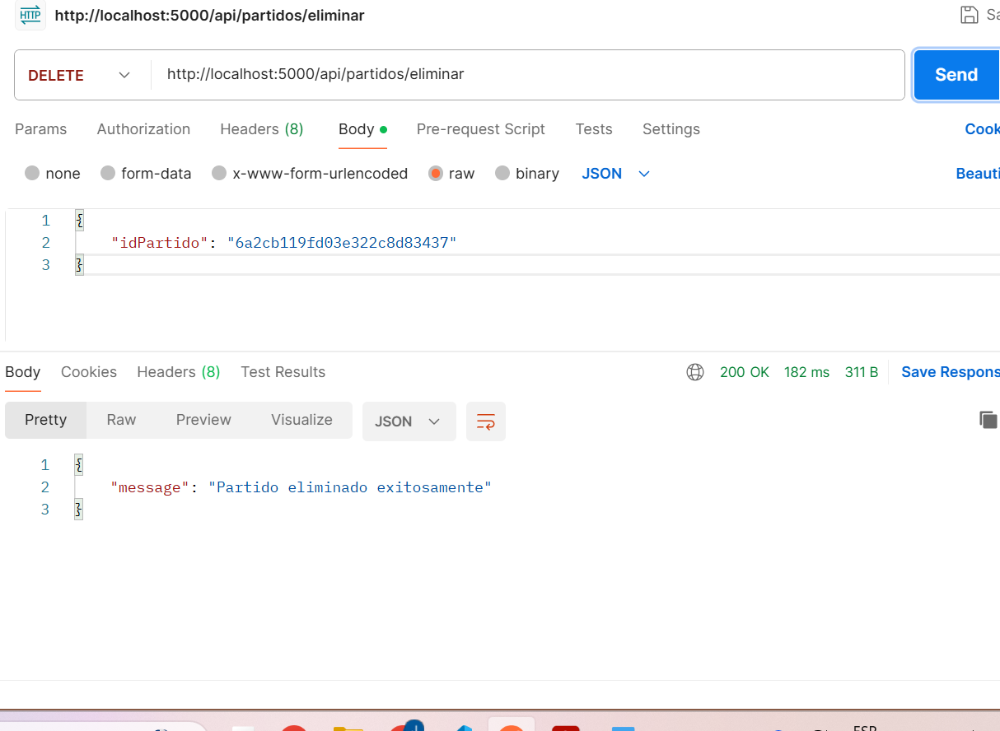 HTTP http://localhost:5000/api/partidos/eliminar Sa
DELETE http://localhost:5000/api/partidos/eliminar Send
Params Authorization Headers (8) Body Pre-request Script Tests Settings Cook
none form-data x-www-form-urlencoded raw binary JSON Beauti
1 {
2 "idPartido": "6a2cb119fd03e322c8d83437"
3 }
Body Cookies Headers (8) Test Results 200 OK 182 ms 311 B Save Respons
Pretty Raw Preview Visualize JSON
1 {
2 "message": "Partido eliminado exitosamente"
3 }
ESP